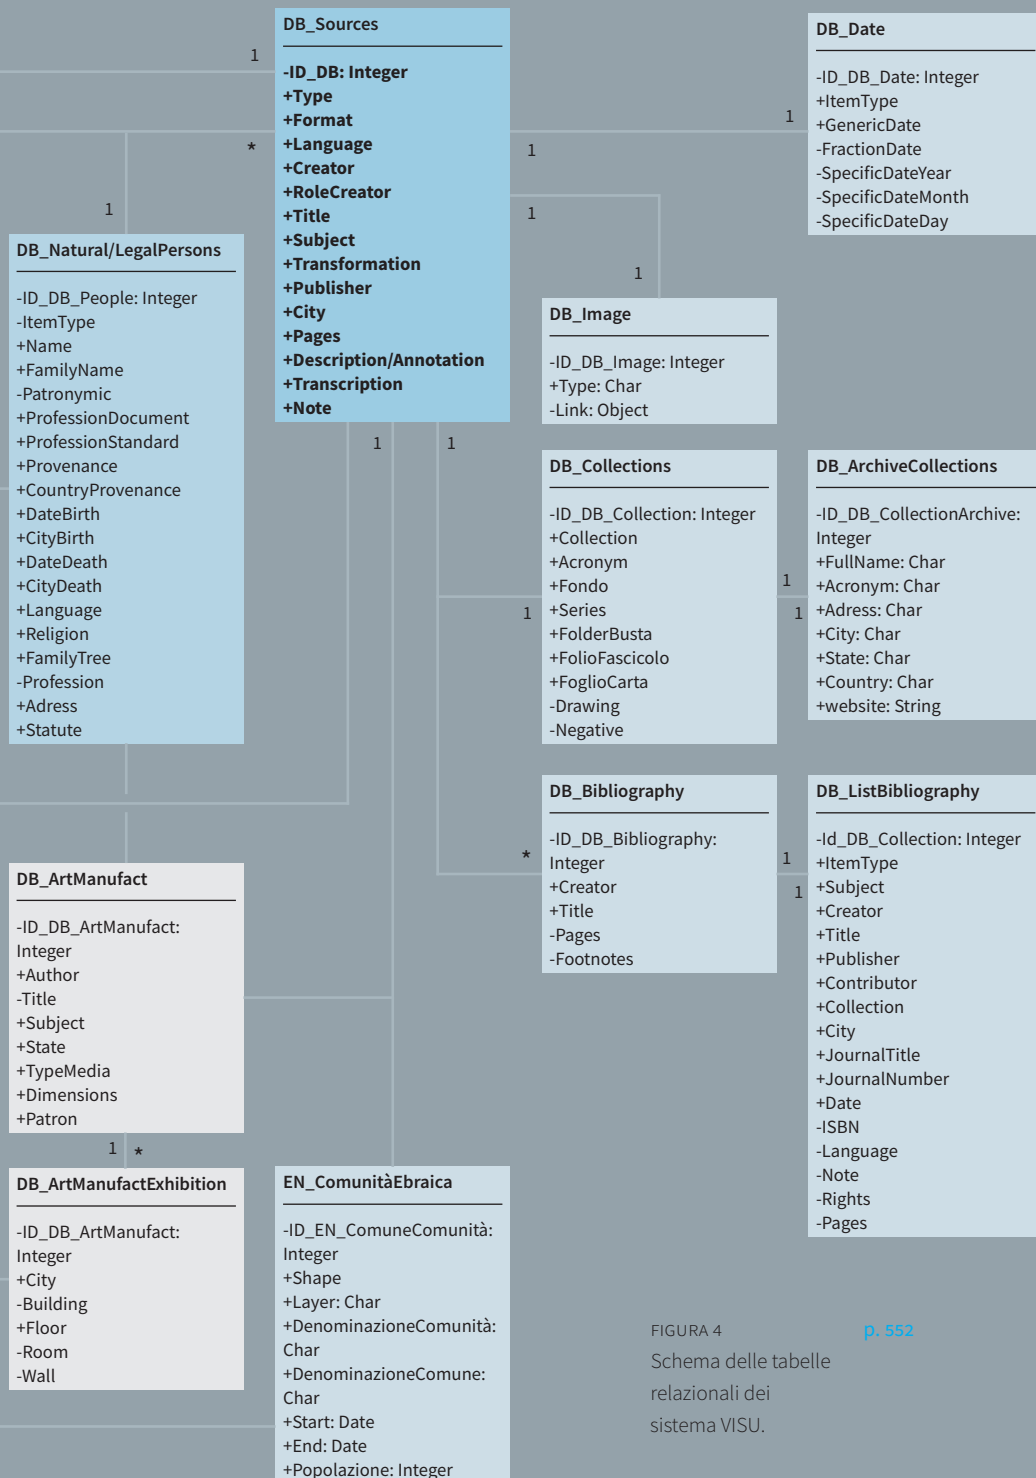 DB_Sources
-ID_DB: Integer
+Type
+Format
+Language
+Creator
+RoleCreator
+Title
+Subject
+Transformation
+Publisher
+City
+Pages
+Description/Annotation
+Transcription
+Note
DB_Date
-ID_DB_Date: Integer
+ItemType
+GenericDate
-FractionDate
-SpecificDateYear
-SpecificDateMonth
-SpecificDateDay
1
*
1
1
1
1
1
DB_Natural/LegalPersons
-ID_DB_People: Integer
-ItemType
+Name
+FamilyName
-Patronymic
+ProfessionDocument
+ProfessionStandard
+Provenance
+CountryProvenance
+DateBirth
+CityBirth
+DateDeath
+CityDeath
+Language
+Religion
+FamilyTree
-Profession
+Adress
+Statute
DB_Image
-ID_DB_Image: Integer
+Type: Char
-Link: Object
1
1
DB_Collections
-ID_DB_Collection: Integer
+Collection
+Acronym
+Fondo
+Series
+FolderBusta
+FolioFascicolo
+FoglioCarta
-Drawing
-Negative
1
1
1
DB_ArchiveCollections
-ID_DB_CollectionArchive:
Integer
+FullName: Char
+Acronym: Char
+Adress: Char
+City: Char
+State: Char
+Country: Char
+website: String
DB_Bibliography
-ID_DB_Bibliography:
Integer
+Creator
+Title
-Pages
-Footnotes
*
1
1
DB_ListBibliography
-Id_DB_Collection: Integer
+ItemType
+Subject
+Creator
+Title
+Publisher
+Contributor
+Collection
+City
+JournalTitle
+JournalNumber
+Date
-ISBN
-Language
-Note
-Rights
-Pages
DB_ArtManufact
-ID_DB_ArtManufact:
Integer
+Author
-Title
+Subject
+State
+TypeMedia
+Dimensions
+Patron
1 *
DB_ArtManufactExhibition
-ID_DB_ArtManufact:
Integer
+City
-Building
+Floor
-Room
-Wall
EN_ComunitàEbraica
-ID_EN_ComuneComunità:
Integer
+Shape
+Layer: Char
+DenominazioneComunità:
Char
+DenominazioneComune:
Char
+Start: Date
+End: Date
+Popolazione: Integer
FIGURA 4
p. 552
Schema delle tabelle
relazionali dei
sistema VISU.